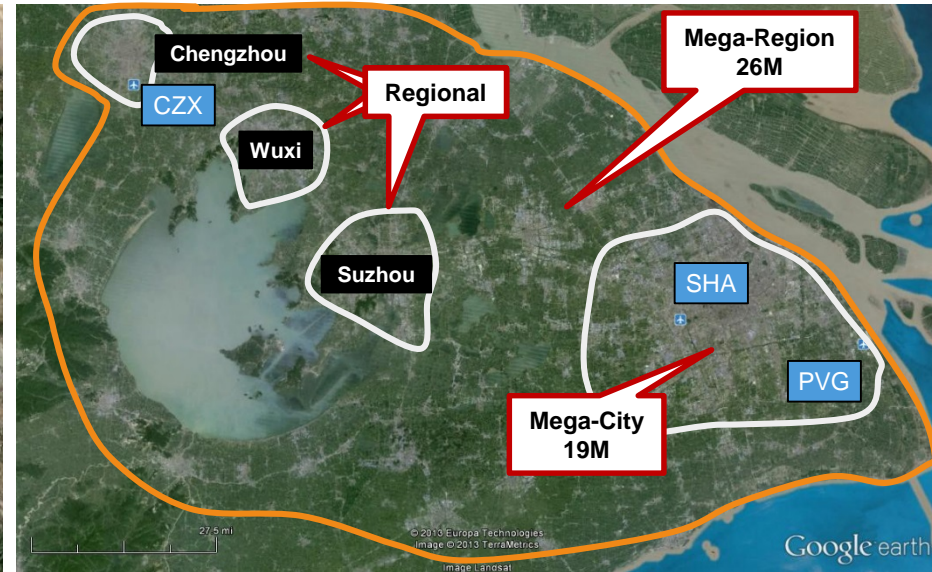 Chengzhou
CZX
Regional
Mega-Region
26M
Wuxi
Suzhou
SHA
PVG
Mega-City
19M
27.5 mi
© 2013 Europa Technologies
Image © 2013 TerraMetrics
Image Landsat
Google earth